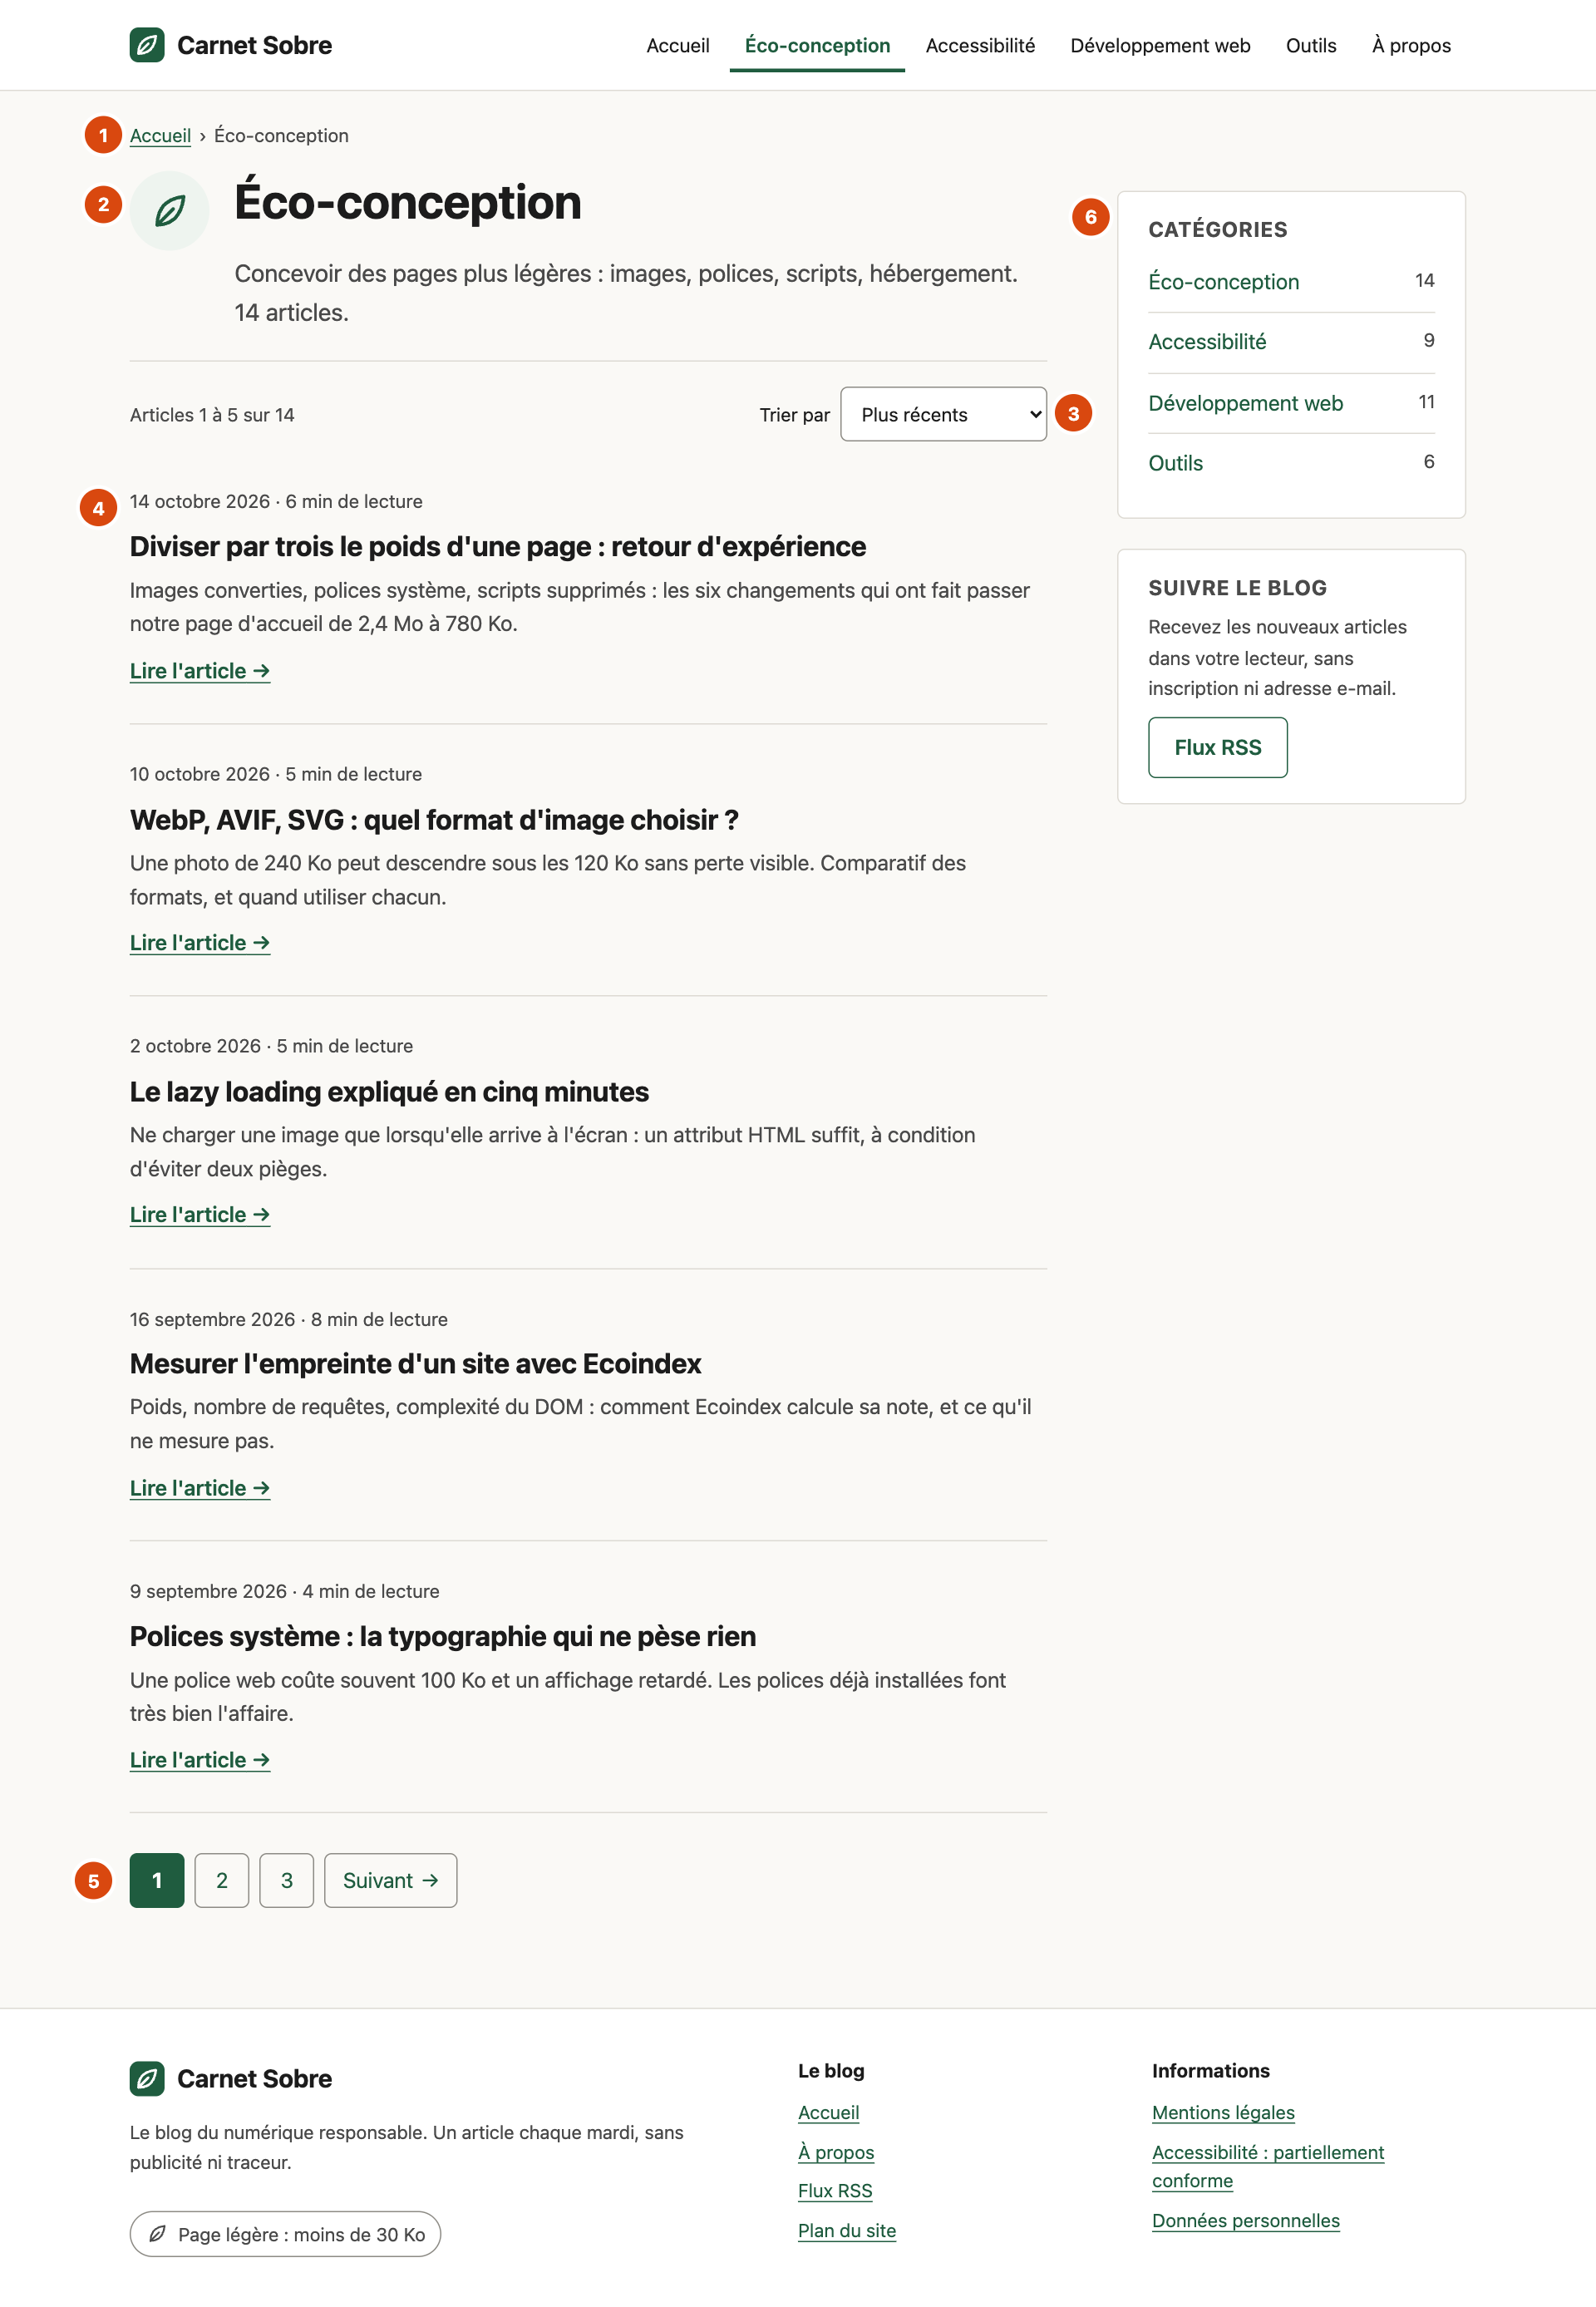 Carnet Sobre
Accueil
Éco-conception
Accessibilité
Développement web
Outils
À propos
1 Accueil › Éco-conception
2 Éco-conception
Concevoir des pages plus légères : images, polices, scripts, hébergement.
14 articles.
Articles 1 à 5 sur 14
Trier par Plus récents 3
4 14 octobre 2026 · 6 min de lecture
Diviser par trois le poids d'une page : retour d'expérience
Images converties, polices système, scripts supprimés : les six changements qui ont fait passer
notre page d'accueil de 2,4 Mo à 780 Ko.
Lire l'article →
10 octobre 2026 · 5 min de lecture
WebP, AVIF, SVG : quel format d'image choisir ?
Une photo de 240 Ko peut descendre sous les 120 Ko sans perte visible. Comparatif des
formats, et quand utiliser chacun.
Lire l'article →
2 octobre 2026 · 5 min de lecture
Le lazy loading expliqué en cinq minutes
Ne charger une image que lorsqu'elle arrive à l'écran : un attribut HTML suffit, à condition
d'éviter deux pièges.
Lire l'article →
16 septembre 2026 · 8 min de lecture
Mesurer l'empreinte d'un site avec Ecoindex
Poids, nombre de requêtes, complexité du DOM : comment Ecoindex calcule sa note, et ce qu'il
ne mesure pas.
Lire l'article →
9 septembre 2026 · 4 min de lecture
Polices système : la typographie qui ne pèse rien
Une police web coûte souvent 100 Ko et un affichage retardé. Les polices déjà installées font
très bien l'affaire.
Lire l'article →
5 1 2 3 Suivant →
6 CATÉGORIES
Éco-conception 14
Accessibilité 9
Développement web 11
Outils 6
SUIVRE LE BLOG
Recevez les nouveaux articles
dans votre lecteur, sans
inscription ni adresse e-mail.
Flux RSS
Carnet Sobre
Le blog du numérique responsable. Un article chaque mardi, sans
publicité ni traceur.
Page légère : moins de 30 Ko
Le blog
Accueil
À propos
Flux RSS
Plan du site
Informations
Mentions légales
Accessibilité : partiellement
conforme
Données personnelles